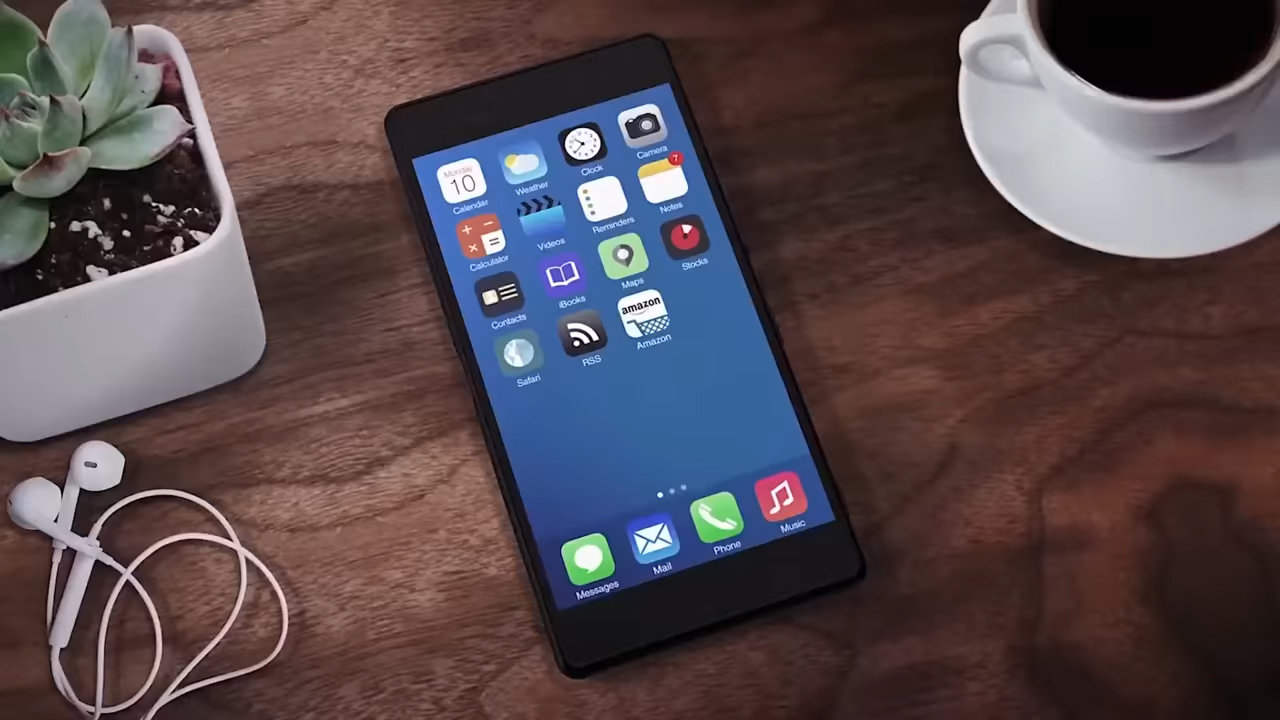 Monday
10
Calendar
Weather
Clock
Camera
7
Calculator
Videos
Reminders
Notes
Contacts
iBooks
Maps
Stocks
Safari
RSS
amazon
Amazon
Messages
Mail
Phone
Music